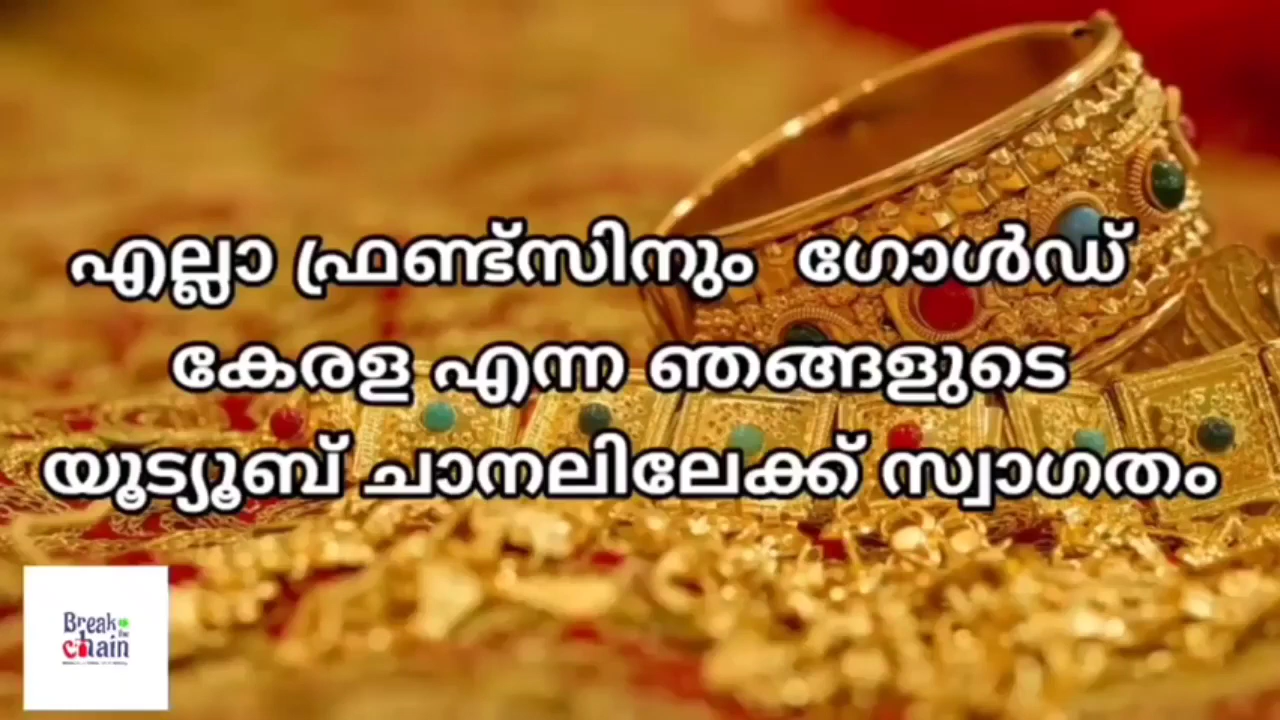 എല്ലാ ഫ്രണ്ട്സിനും ഗോൾഡ്
കേരള എന്ന ഞങ്ങളുടെ
യൂട്യൂബ് ചാനലിലേക്ക് സ്വാഗതം
Break the
chain